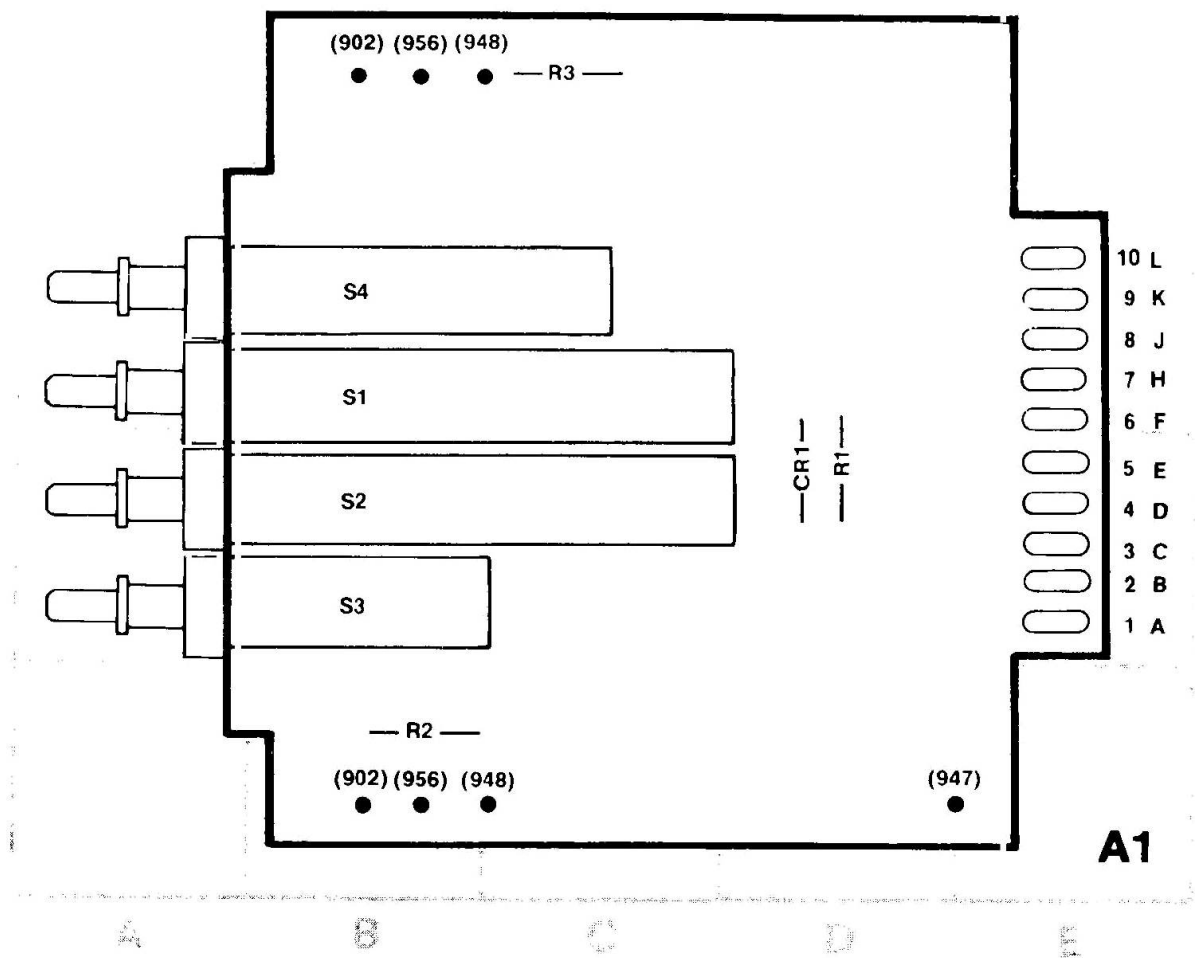 (902) (956) (948)
R3
S4
S1
S2
S3
CR1
R1
10 L
9 K
8 J
7 H
6 F
5 E
4 D
3 C
2 B
1 A
R2
(902) (956) (948)
(947)
A1
A B C D E